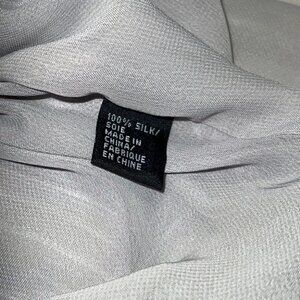 100% SILK/
SOIE
MADE IN
CHINA/
FABRIQUE
EN CHINE